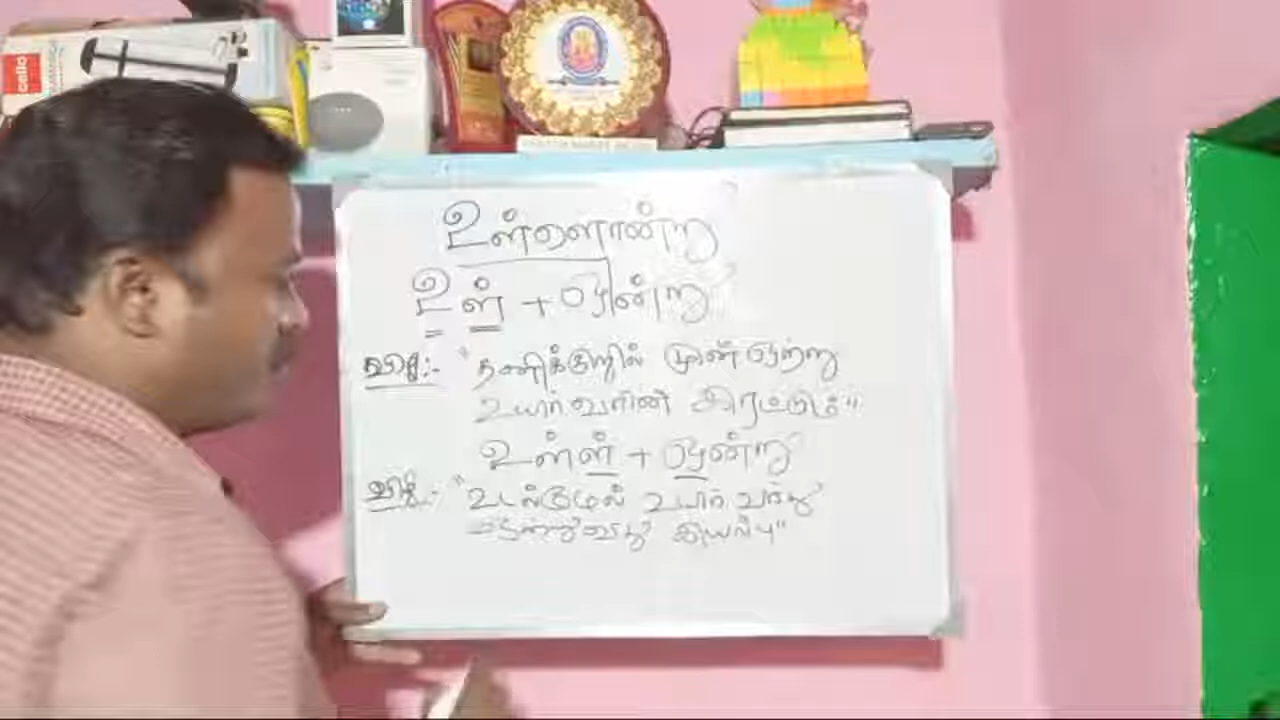 cello
உள்ளொன்று
உள் + ஒன்று
விதி:- "தனிக்குறில் முன் ஒற்று
உயிர்வரின் இரட்டும்"
உள்ள் + ஒன்று
விதி:- "உடல்மேல் உயிர் வந்து
ஒன்றுவது இயல்பு"